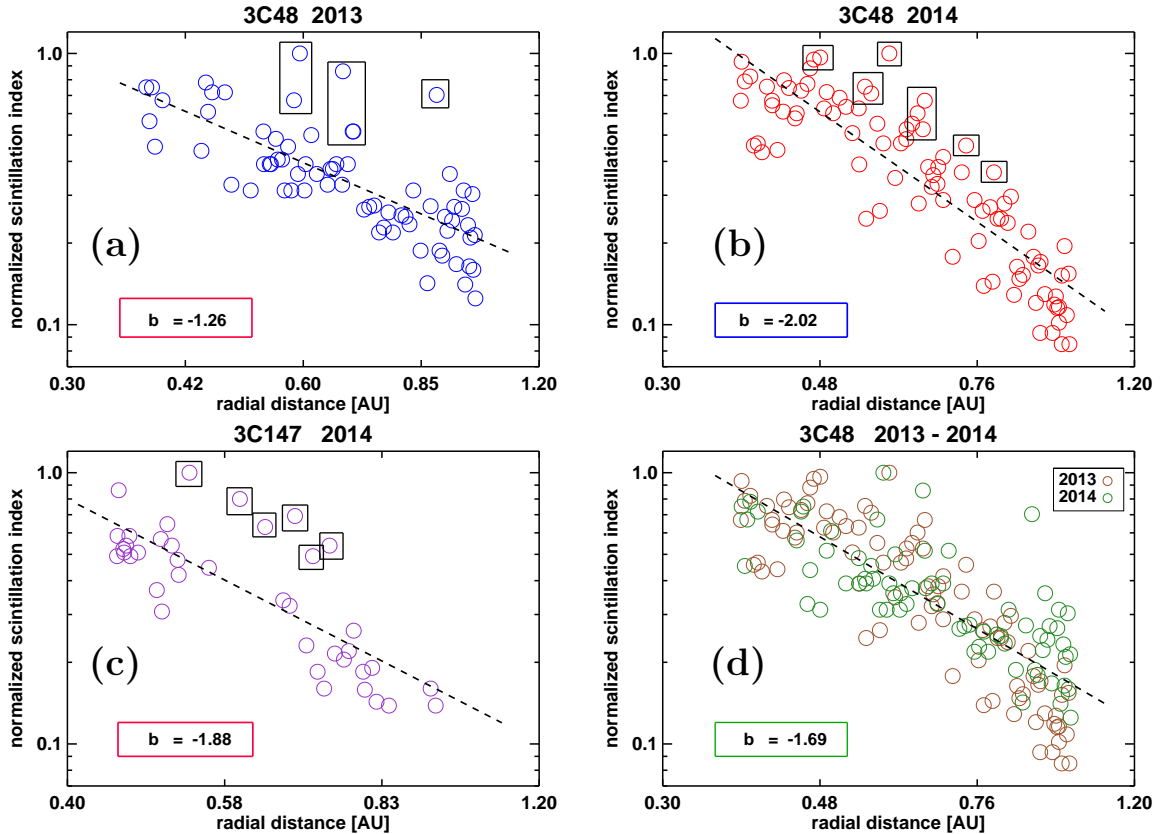 3C48 2013
normalized scintillation index
1.0
0.1
(a)
b = -1.26
0.30 0.42 0.60 0.85 1.20
radial distance [AU]
3C48 2014
normalized scintillation index
1.0
0.1
(b)
b = -2.02
0.30 0.48 0.76 1.20
radial distance [AU]
3C147 2014
normalized scintillation index
1.0
0.1
(c)
b = -1.88
0.40 0.58 0.83 1.20
radial distance [AU]
3C48 2013 - 2014
normalized scintillation index
1.0
2013
2014
0.1
(d)
b = -1.69
0.30 0.48 0.76 1.20
radial distance [AU]